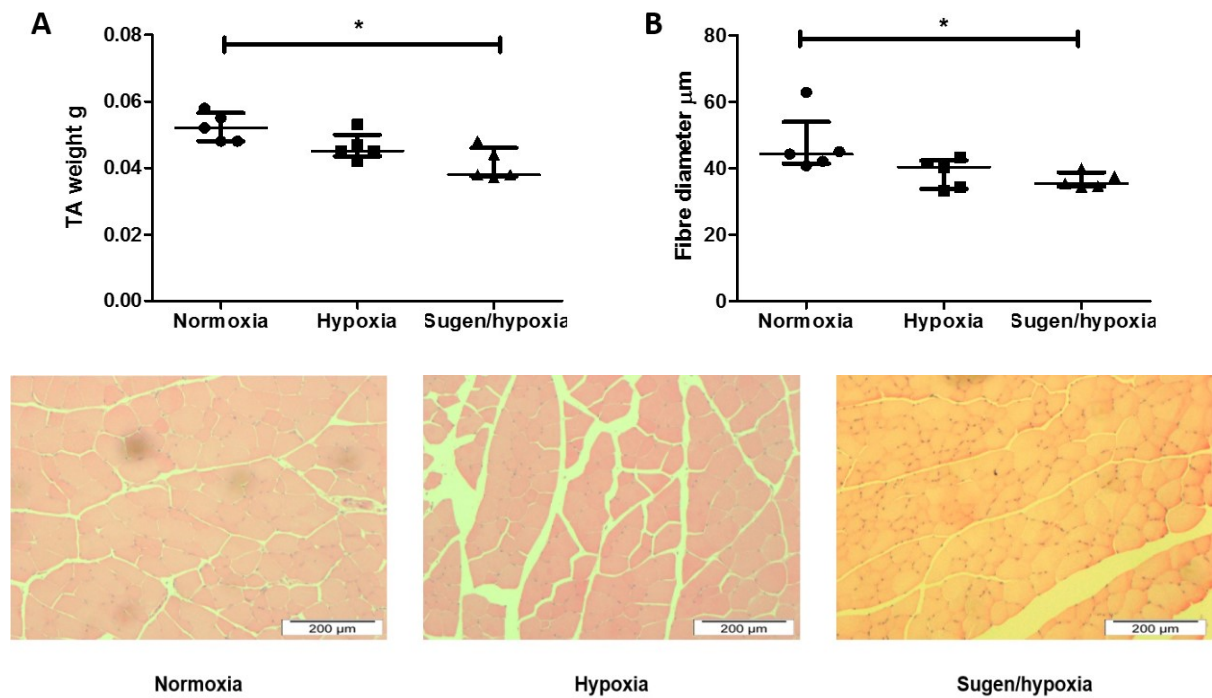 A
*
0.08
0.06
0.04
0.02
0.00
TA weight g
Normoxia
Hypoxia
Sugen/hypoxia
B
*
80
60
40
20
0
Fibre diameter µm
Normoxia
Hypoxia
Sugen/hypoxia
200 µm
200 µm
200 µm
Normoxia
Hypoxia
Sugen/hypoxia